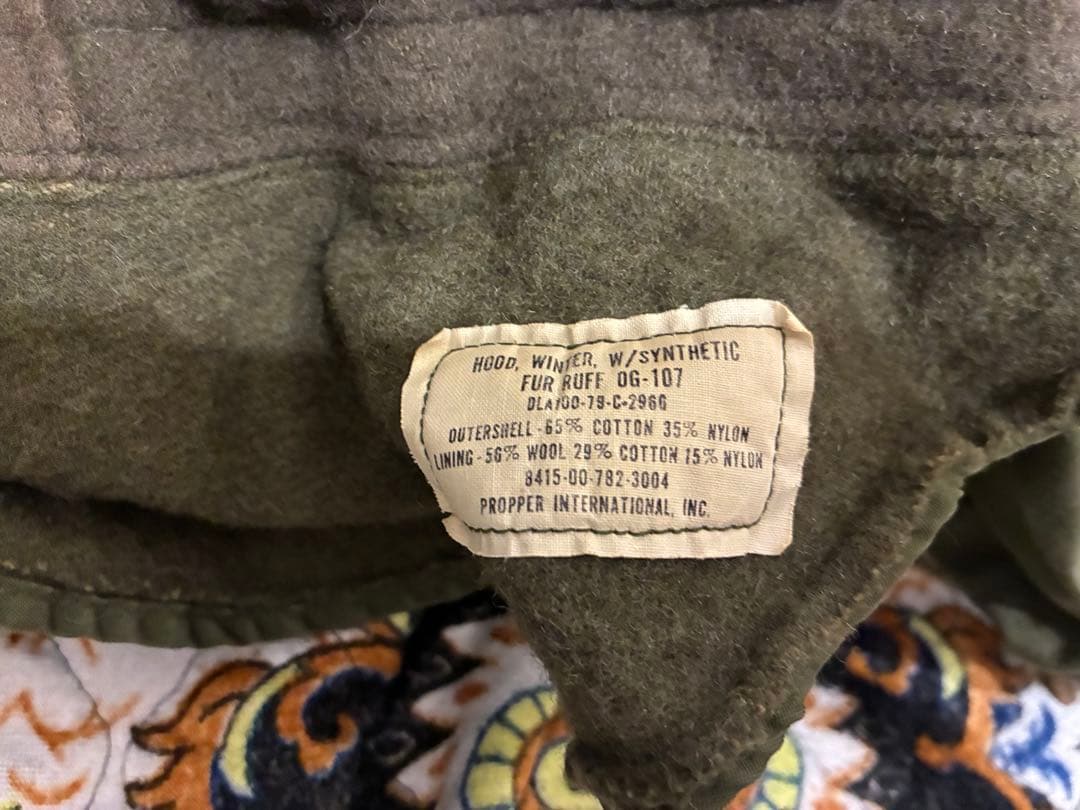 HOOD, WINTER, W/SYNTHETIC
FUR RUFF OG-107
DLA100-79-C-2966
OUTERSHELL-65% COTTON 35% NYLON
LINING-56% WOOL 29% COTTON 15% NYLON
8415-00-782-3004
PROPPER INTERNATIONAL, INC.